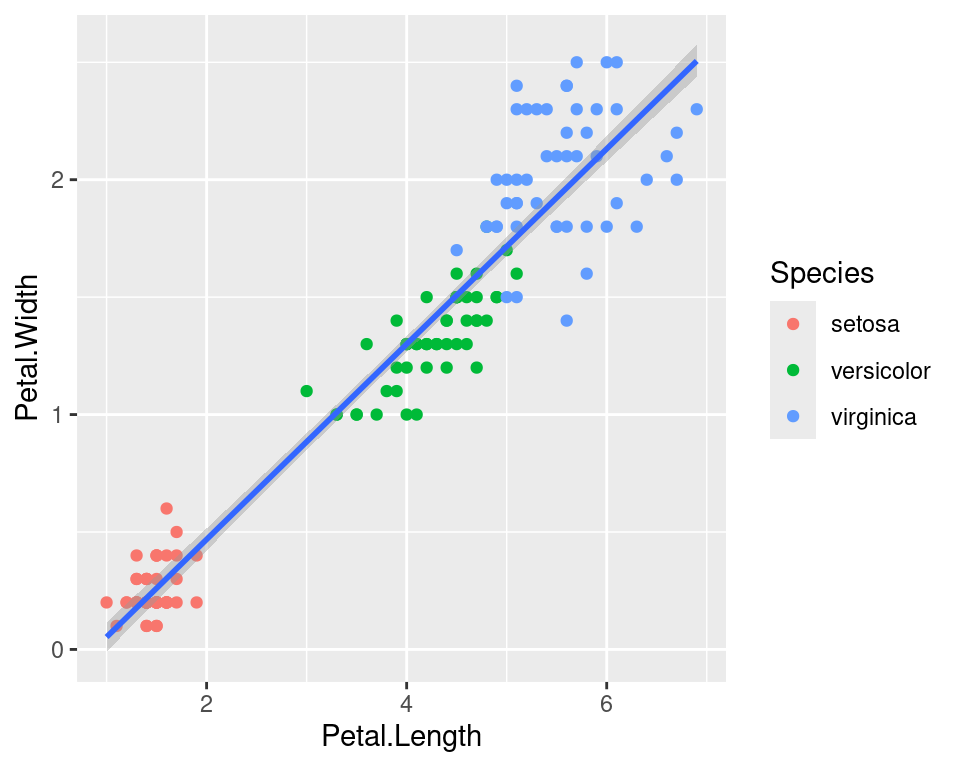 2
1
0
2
4
6
Petal.Width
Petal.Length
Species
setosa
versicolor
virginica